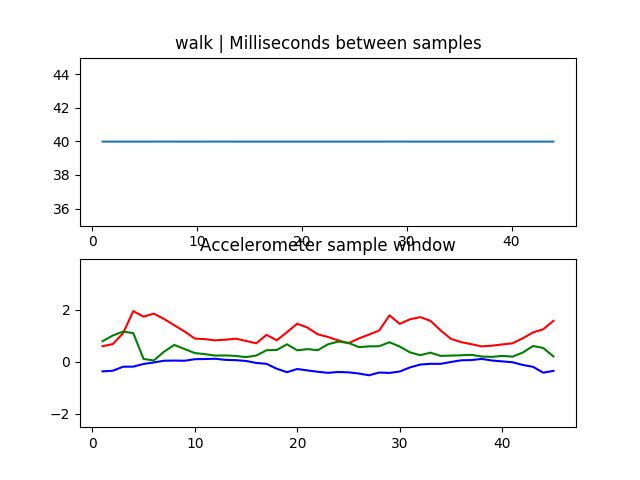 walk | Milliseconds between samples
44
42
40
38
36
0 10 20 30 40
Accelerometer sample window
2
0
−2
0 10 20 30 40